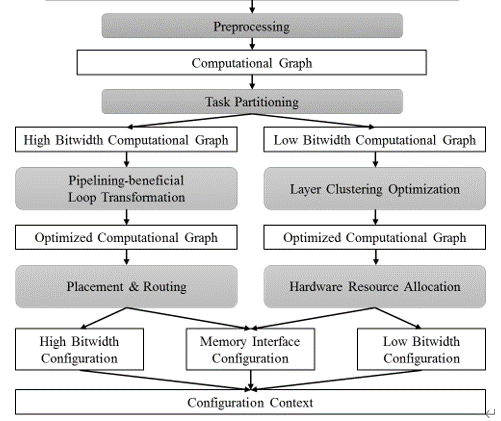 Preprocessing
Computational Graph
Task Partitioning
High Bitwidth Computational Graph
Low Bitwidth Computational Graph
Pipelining-beneficial
Loop Transformation
Layer Clustering Optimization
Optimized Computational Graph
Optimized Computational Graph
Placement & Routing
Hardware Resource Allocation
High Bitwidth
Configuration
Memory Interface
Configuration
Low Bitwidth
Configuration
Configuration Context